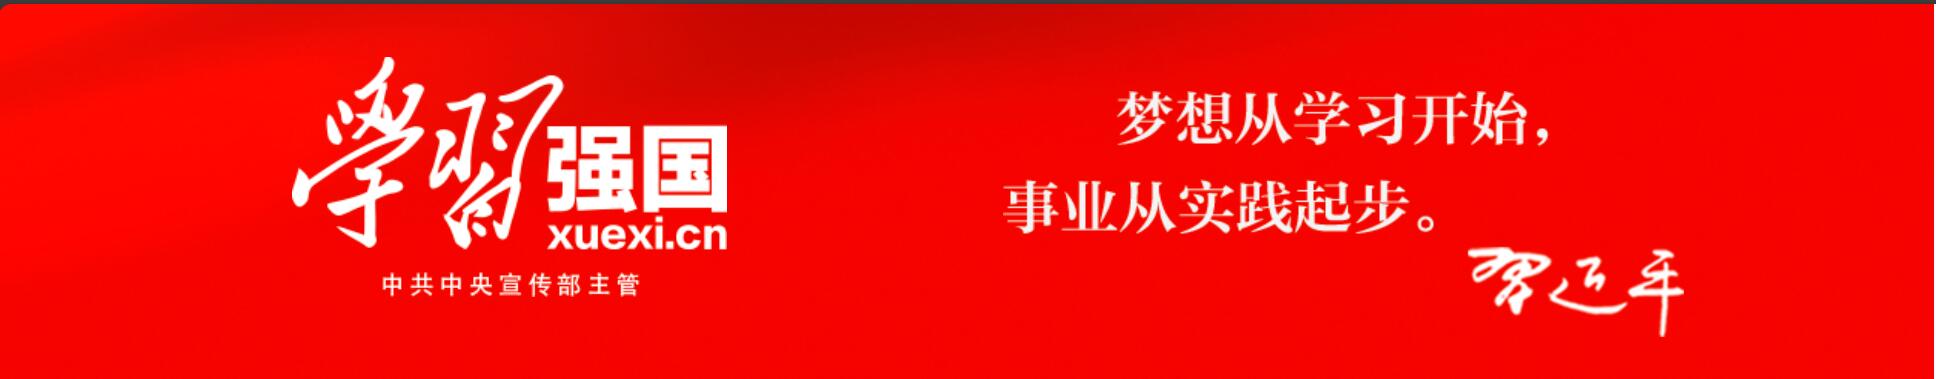 學習强国
xuexi.cn
中共中央宣传部主管
梦想从学习开始，
事业从实践起步。
习近平